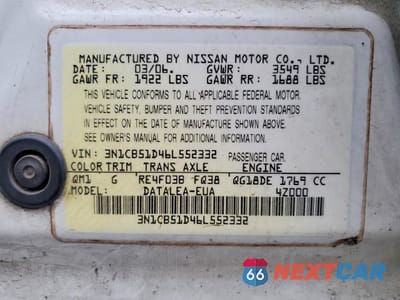 MANUFACTURED BY NISSAN MOTOR CO., LTD.
DATE: 03/06. GVWR: 3549 LBS
GAWR FR: 1922 LBS GAWR RR: 1688 LBS
THIS VEHICLE CONFORMS TO ALL APPLICABLE FEDERAL MOTOR
VEHICLE SAFETY, BUMPER AND THEFT PREVENTION STANDARDS
IN EFFECT ON THE DATE OF MANUFACTURE SHOWN ABOVE.
SEE OWNER'S MANUAL FOR ADDITIONAL INFORMATION.
VIN: 3N1CB51D46L552332 PASSENGER CAR.
COLOR TRIM TRANS AXLE ENGINE
QM1 G RE4F03B FQ38 QG18DE 1769 CC
MODEL: DATALEA-EUA 4Z000
3N1CB51D46L552332
66 NEXTCAR